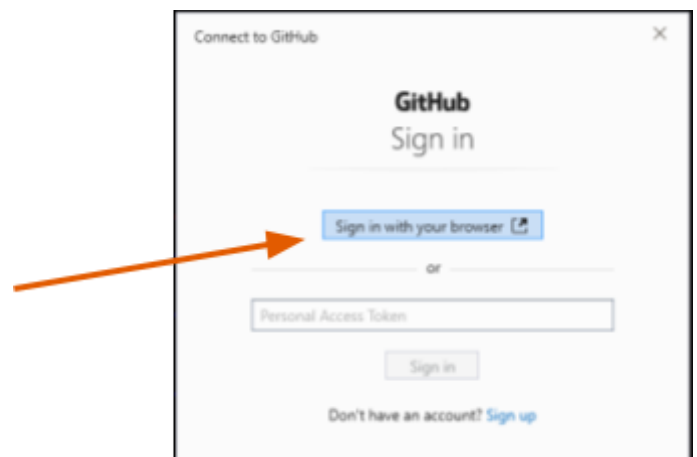 Connect to GitHub
GitHub
Sign in
Sign in with your browser
or
Personal Access Token
Sign in
Don't have an account? Sign up